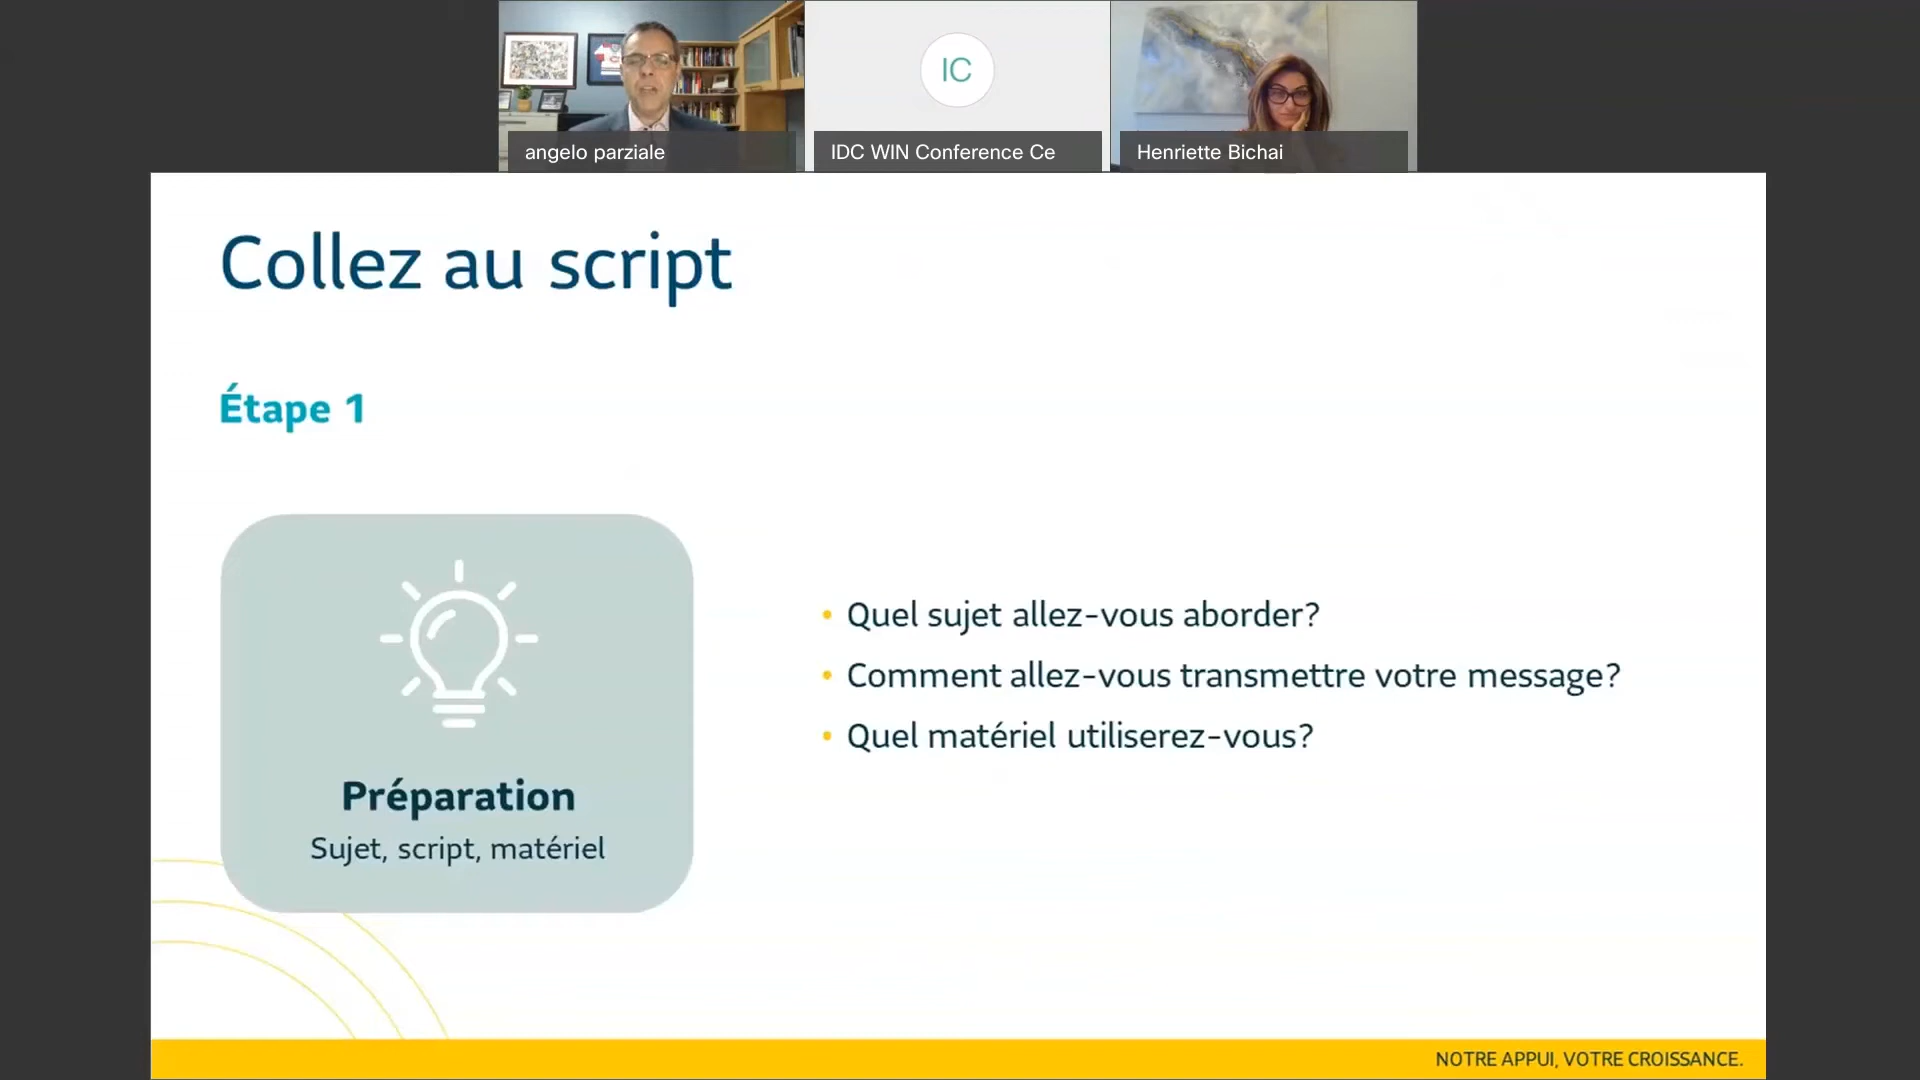 angelo parziale
IC
IDC WIN Conference Ce
Henriette Bichai
Collez au script
Étape 1
Préparation
Sujet, script, matériel
• Quel sujet allez-vous aborder?
• Comment allez-vous transmettre votre message?
• Quel matériel utiliserez-vous?
NOTRE APPUI, VOTRE CROISSANCE.